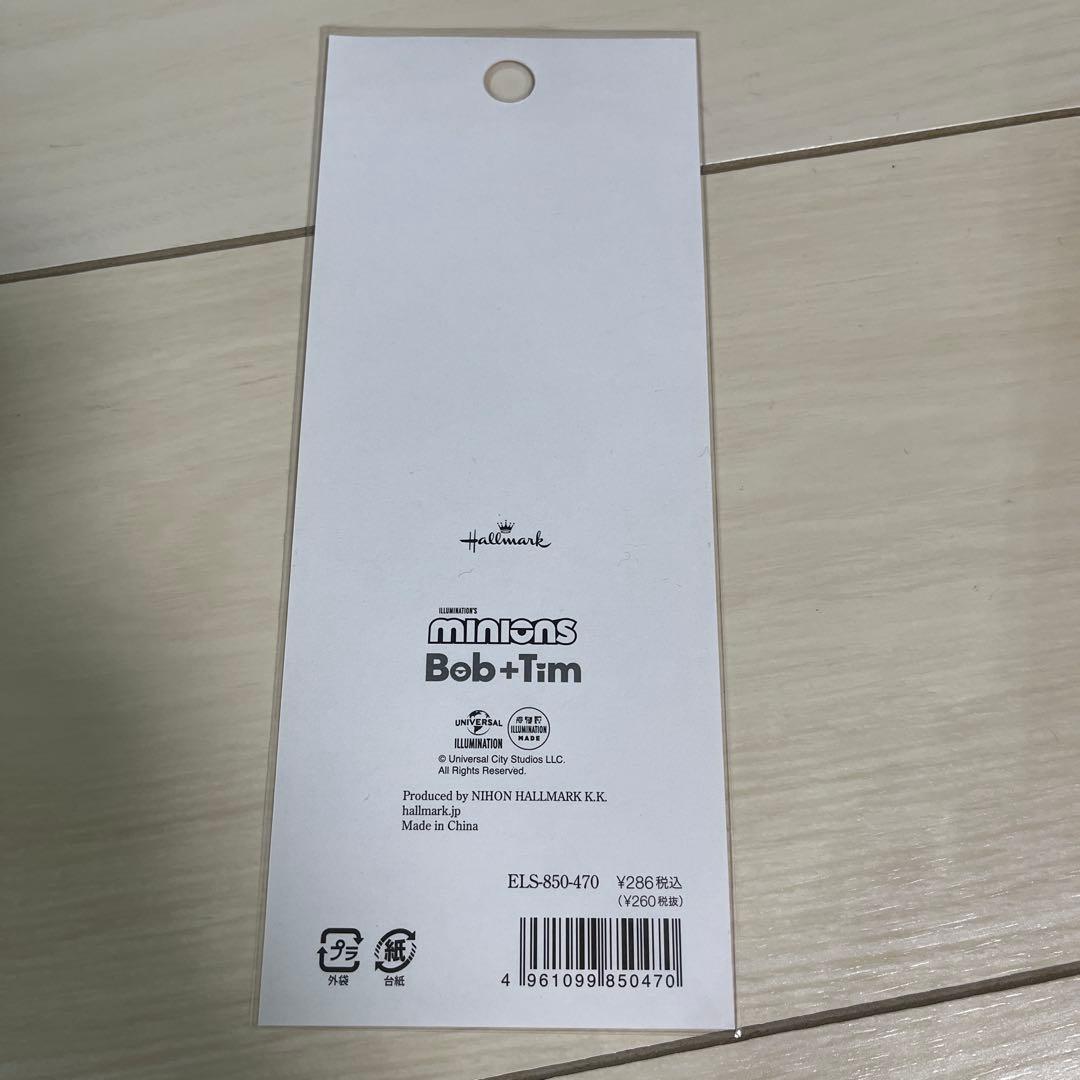 Hallmark
ILLUMINATION'S
minions
Bob+Tim
UNIVERSAL
ILLUMINATION
ILLUMINATION
MADE
© Universal City Studios LLC.
All Rights Reserved.
Produced by NIHON HALLMARK K.K.
hallmark.jp
Made in China
ELS-850-470 ¥286税込
(¥260税抜)
プラ
外袋
紙
台紙
4 961099 850470